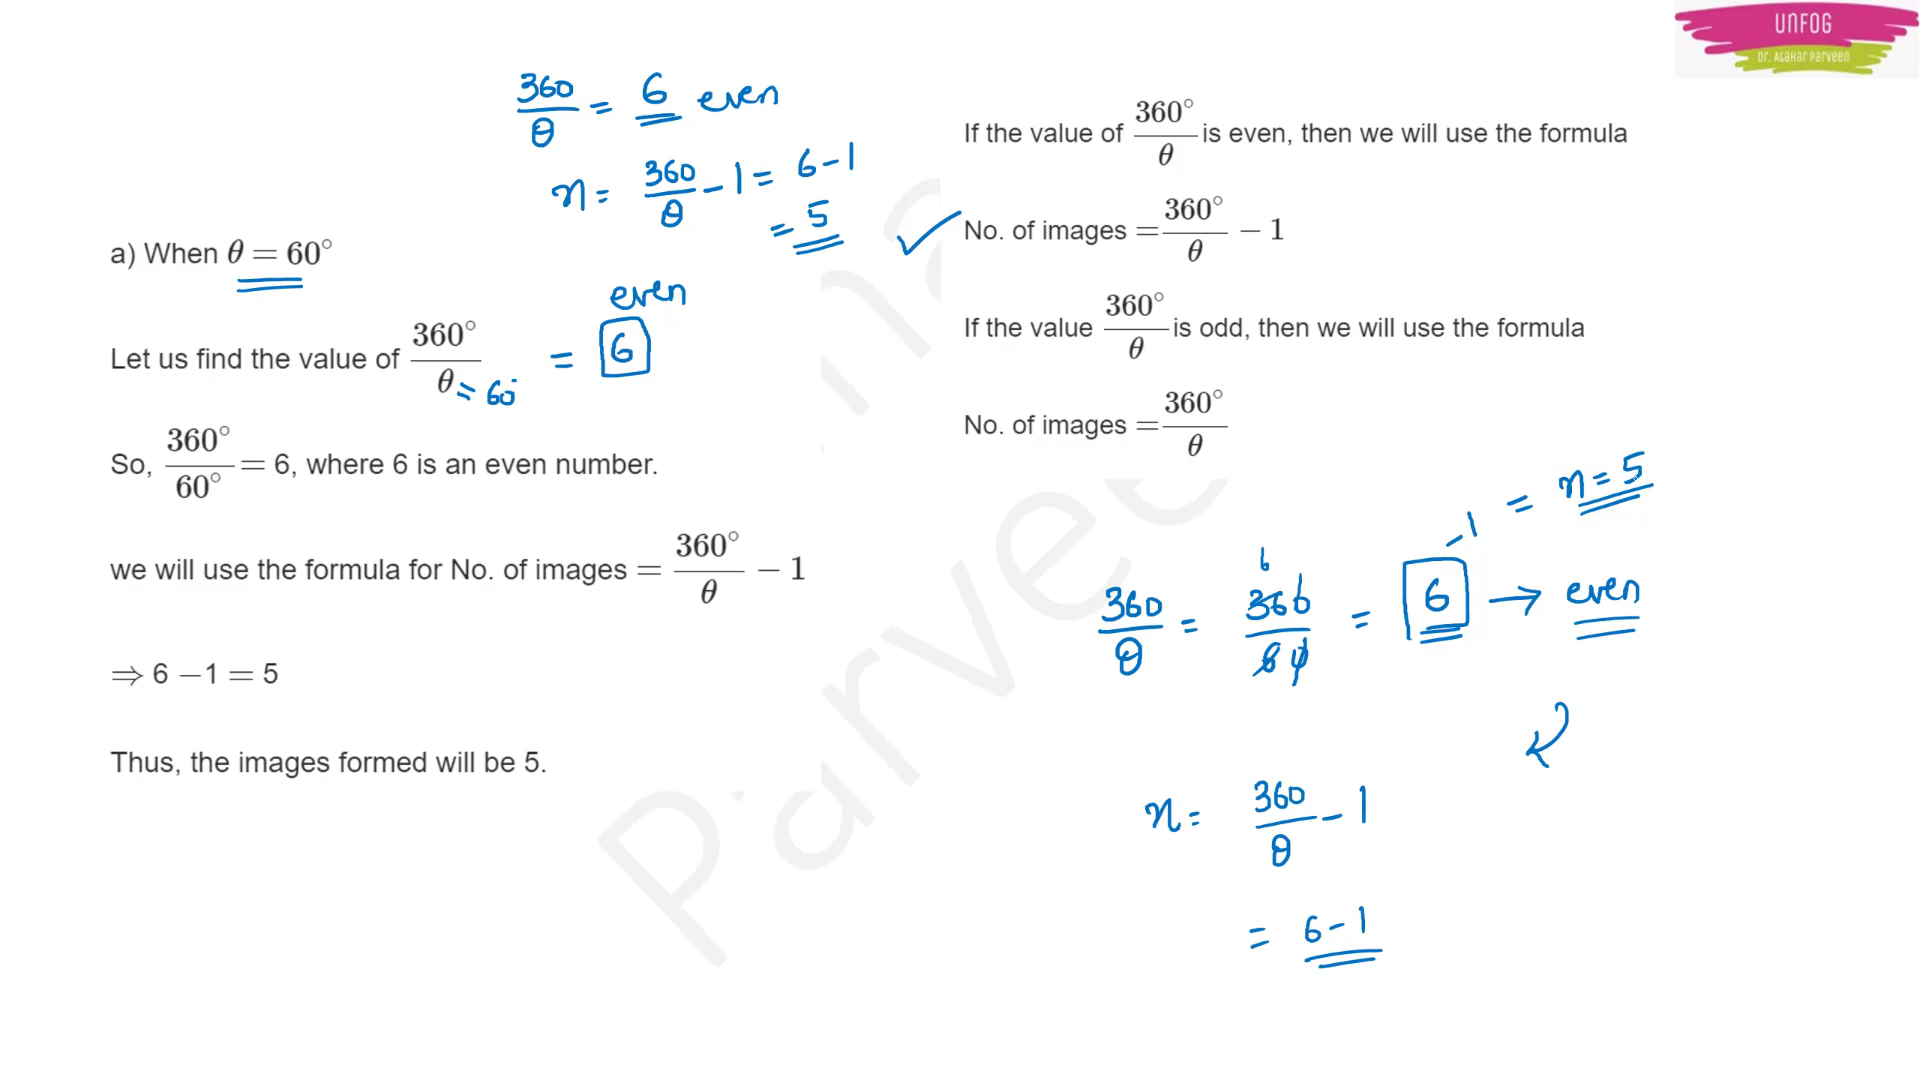 UNFOG
Dr. Atahar Parveen
360/θ = 6 even
n = 360/θ - 1 = 6 - 1
= 5
a) When θ = 60°
even
Let us find the value of 360°/θ = 60° = 6
So, 360°/60° = 6, where 6 is an even number.
we will use the formula for No. of images = 360°/θ − 1
⇒ 6 −1 = 5
Thus, the images formed will be 5.
If the value of 360°/θ is even, then we will use the formula
✓ No. of images = 360°/θ − 1
If the value 360°/θ is odd, then we will use the formula
No. of images = 360°/θ
- 1 = n = 5
6
360/θ = 360/60 = 6 → even
n = 360/θ - 1
= 6 - 1
Parveen